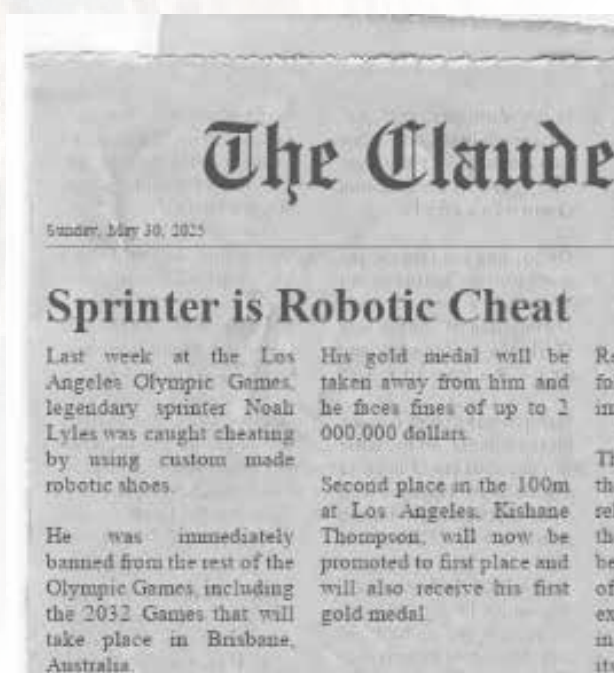 The Claude
Sunday, May 30, 2025
Sprinter is Robotic Cheat
Last week at the Los
Angeles Olympic Games,
legendary sprinter Noah
Lyles was caught cheating
by using custom made
robotic shoes.
He was immediately
banned from the rest of the
Olympic Games, including
the 2032 Games that will
take place in Brisbane,
Australia.
His gold medal will be
taken away from him and
he faces fines of up to 2
000,000 dollars.
Second place in the 100m
at Los Angeles, Kishane
Thompson, will now be
promoted to first place and
will also receive his first
gold medal.